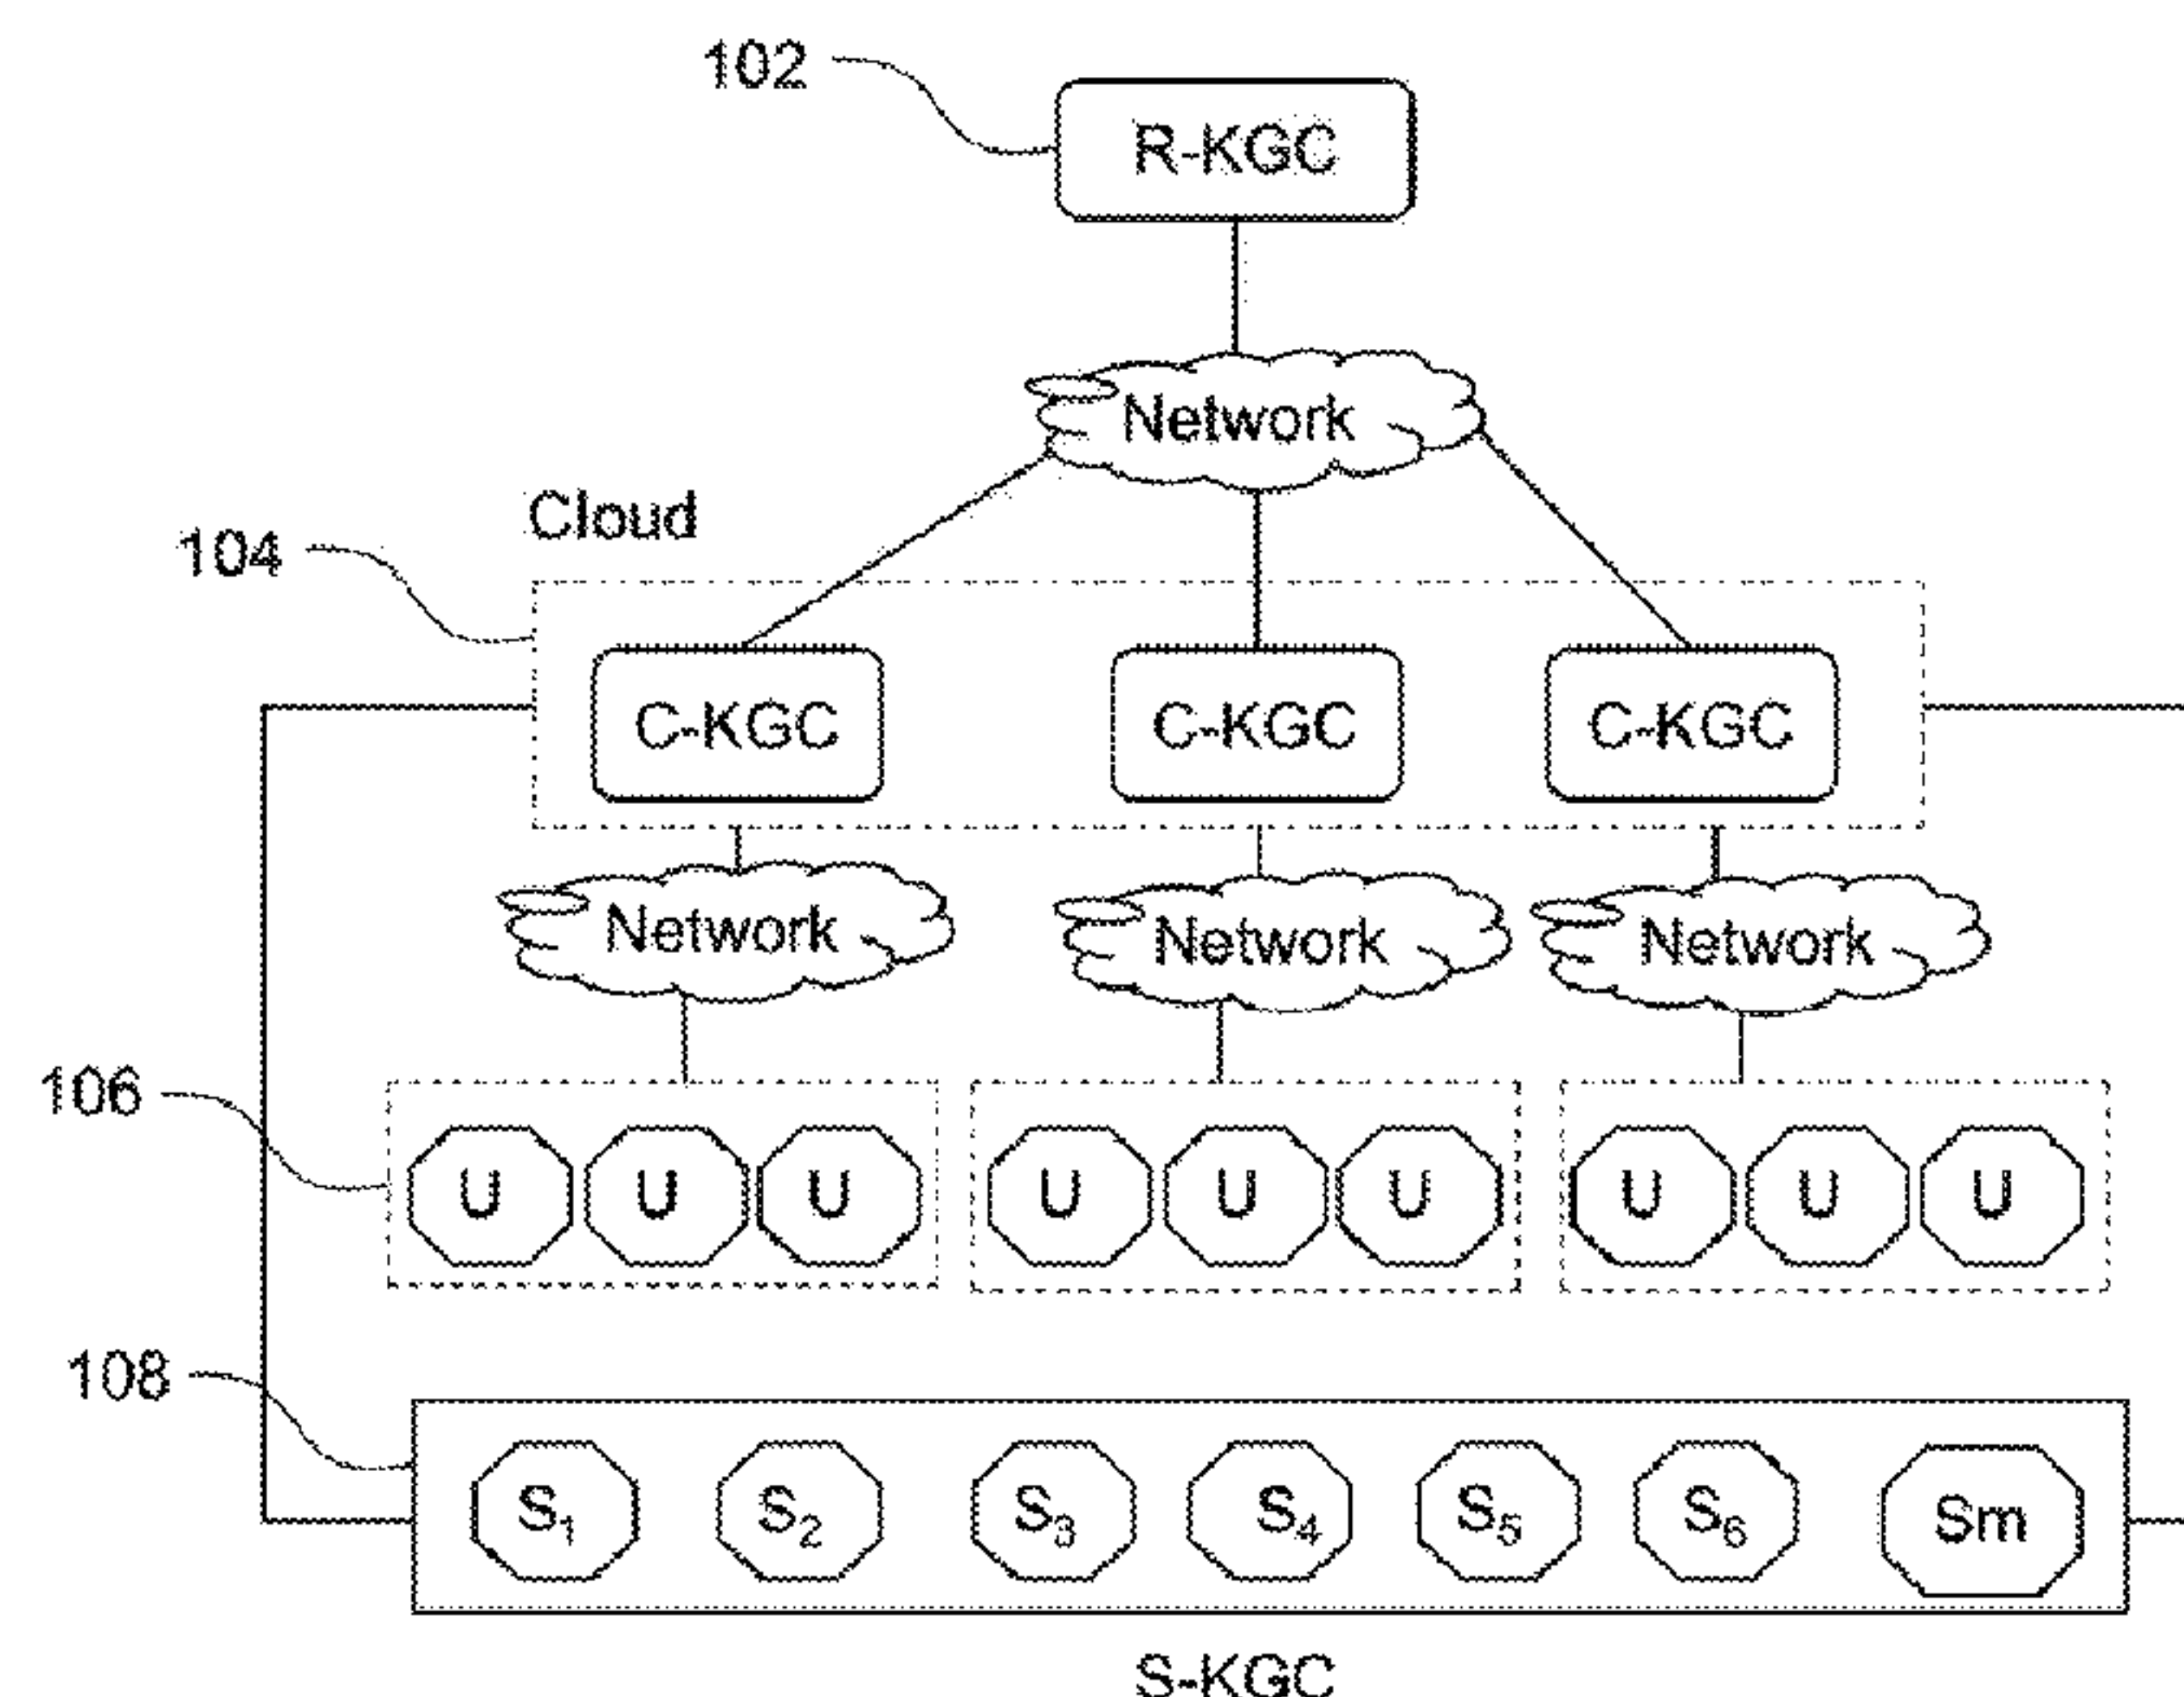 102
R-KGC
Network
Cloud
104
C-KGC C-KGC C-KGC
Network Network Network
106
U U U U U U U U U
108
S1 S2 S3 S4 S5 S6 Sm
S-KGC